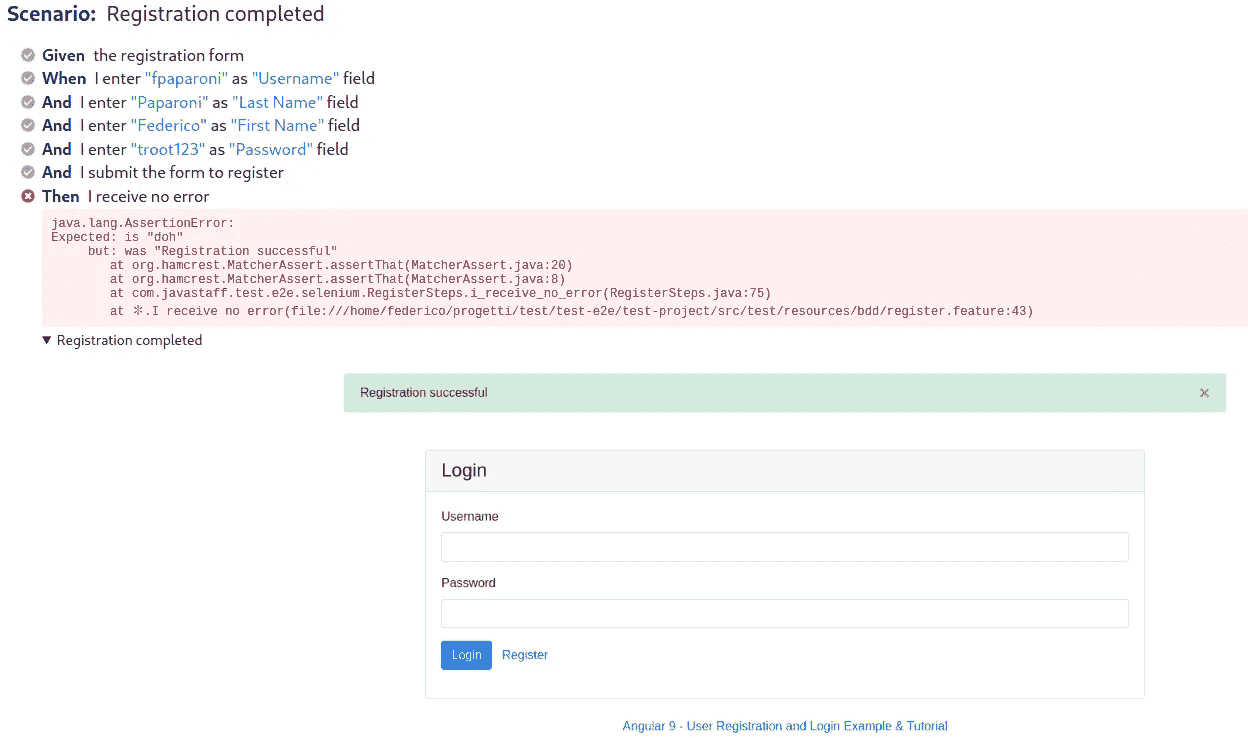 Scenario: Registration completed
Given the registration form
When I enter "fpaparoni" as "Username" field
And I enter "Paparoni" as "Last Name" field
And I enter "Federico" as "First Name" field
And I enter "troot123" as "Password" field
And I submit the form to register
Then I receive no error
java.lang.AssertionError:
Expected: is "doh"
     but: was "Registration successful"
        at org.hamcrest.MatcherAssert.assertThat(MatcherAssert.java:20)
        at org.hamcrest.MatcherAssert.assertThat(MatcherAssert.java:8)
        at com.javastaff.test.e2e.selenium.RegisterSteps.i_receive_no_error(RegisterSteps.java:75)
        at ✽.I receive no error(file:///home/federico/progetti/test/test-e2e/test-project/src/test/resources/bdd/register.feature:43)
▼ Registration completed
Registration successful ×
Login
Username
Password
Login Register
Angular 9 - User Registration and Login Example & Tutorial